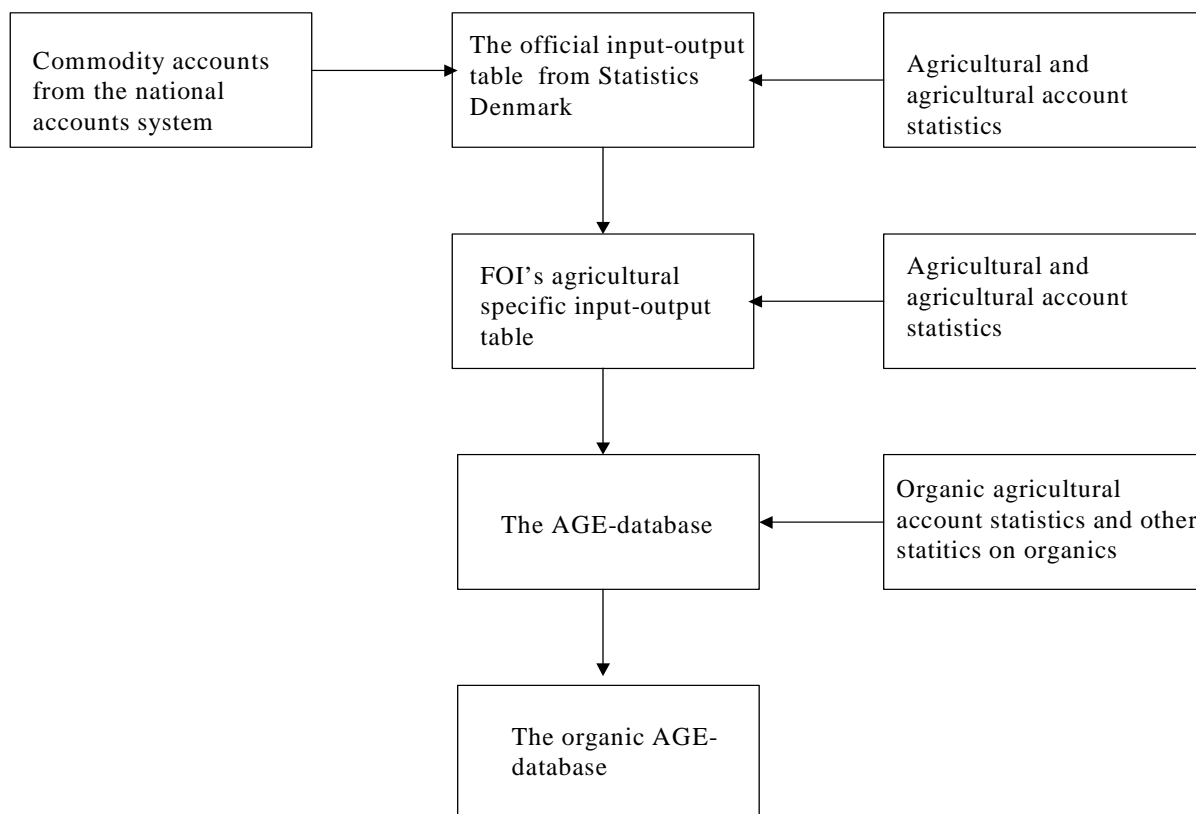 Commodity accounts
from the national
accounts system
The official input-output
table from Statistics
Denmark
Agricultural and
agricultural account
statistics
FOI's agricultural
specific input-output
table
Agricultural and
agricultural account
statistics
The AGE-database
Organic agricultural
account statistics and other
statitics on organics
The organic AGE-
database